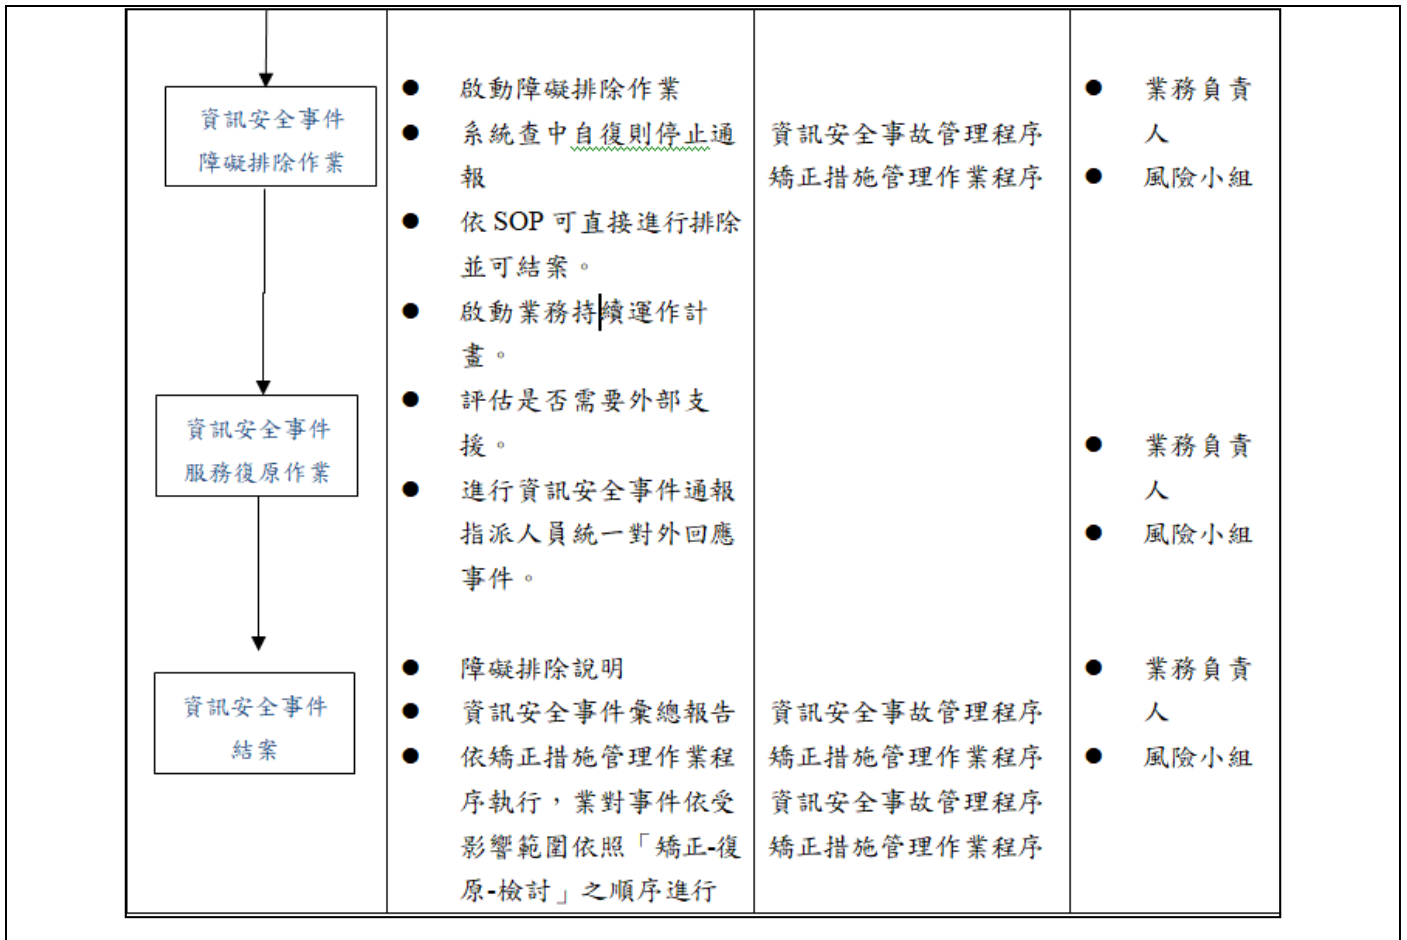 資訊安全事件
障礙排除作業
● 啟動障礙排除作業
● 系統查中自復則停止通
報
● 依 SOP 可直接進行排除
並可結案。
● 啟動業務持續運作計
畫。
● 評估是否需要外部支
援。
● 進行資訊安全事件通報
指派人員統一對外回應
事件。
資訊安全事故管理程序
矯正措施管理作業程序
● 業務負責
人
● 風險小組
資訊安全事件
服務復原作業
● 業務負責
人
● 風險小組
資訊安全事件
結案
● 障礙排除說明
● 資訊安全事件彙總報告
● 依矯正措施管理作業程
序執行，業對事件依受
影響範圍依照「矯正-復
原-檢討」之順序進行
資訊安全事故管理程序
矯正措施管理作業程序
資訊安全事故管理程序
矯正措施管理作業程序
● 業務負責
人
● 風險小組